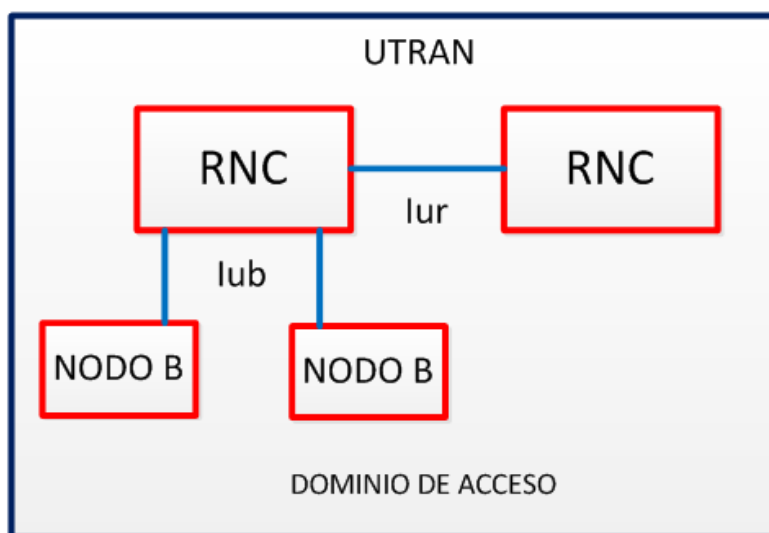 UTRAN
RNC
RNC
Iur
Iub
NODO B
NODO B
DOMINIO DE ACCESO